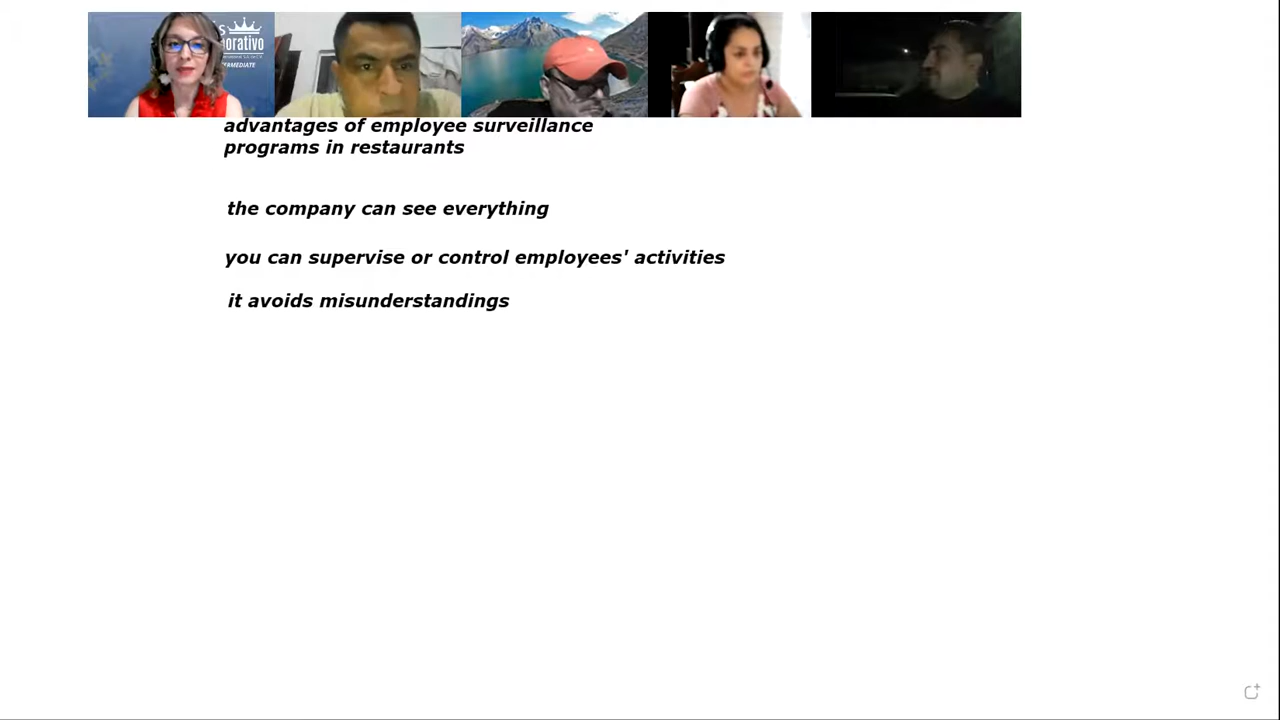 orativo
advantages of employee surveillance
programs in restaurants
the company can see everything
you can supervise or control employees' activities
it avoids misunderstandings